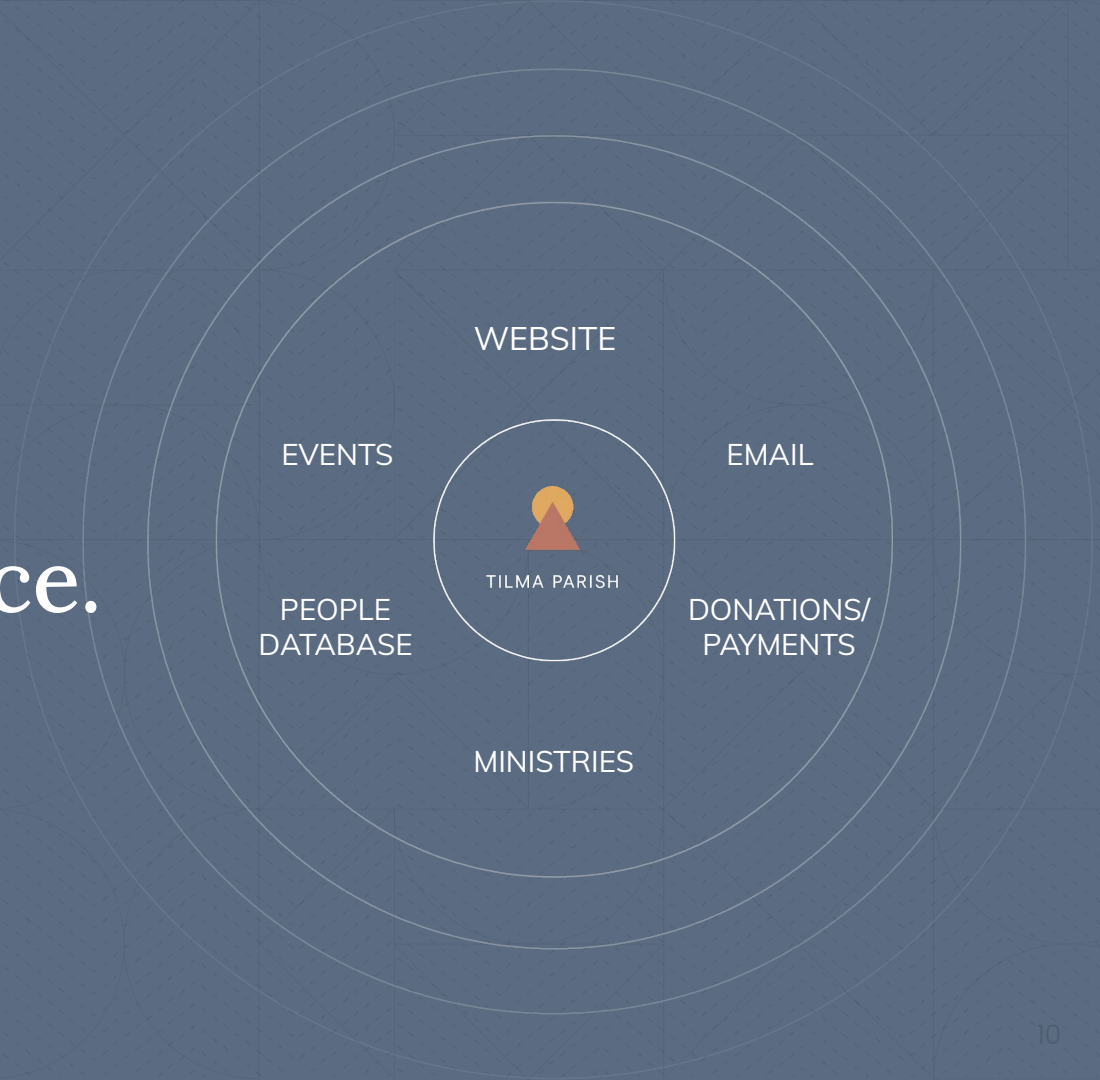 WEBSITE
EVENTS
EMAIL
TILMA PARISH
ce.
PEOPLE
DATABASE
DONATIONS/
PAYMENTS
MINISTRIES
10